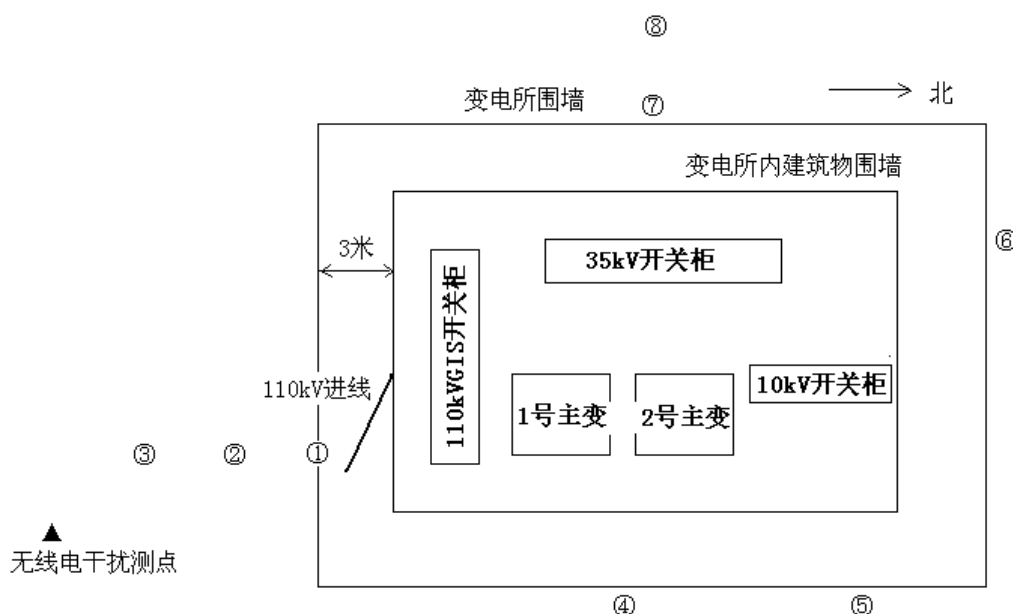 ⑧
北
变电所围墙
⑦
变电所内建筑物围墙
⑥
3米
35kV开关柜
110kVGIS开关柜
110kV进线
10kV开关柜
1号主变
2号主变
③
②
①
无线电干扰测点
④
⑤